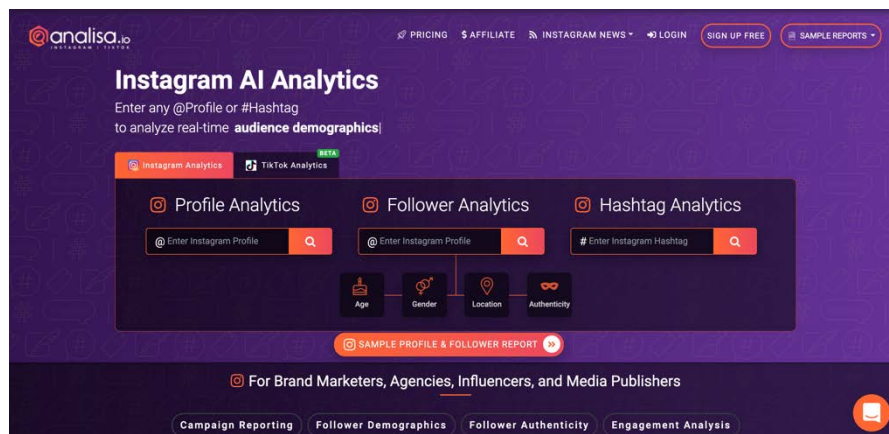 analisa.io
INSTAGRAM | TIKTOK
PRICING $ AFFILIATE INSTAGRAM NEWS LOGIN SIGN UP FREE SAMPLE REPORTS
Instagram AI Analytics
Enter any @Profile or #Hashtag
to analyze real-time audience demographics|
BETA
Instagram Analytics TikTok Analytics
Profile Analytics Follower Analytics Hashtag Analytics
@ Enter Instagram Profile @ Enter Instagram Profile # Enter Instagram Hashtag
Age Gender Location Authenticity
SAMPLE PROFILE & FOLLOWER REPORT »
For Brand Marketers, Agencies, Influencers, and Media Publishers
Campaign Reporting Follower Demographics Follower Authenticity Engagement Analysis